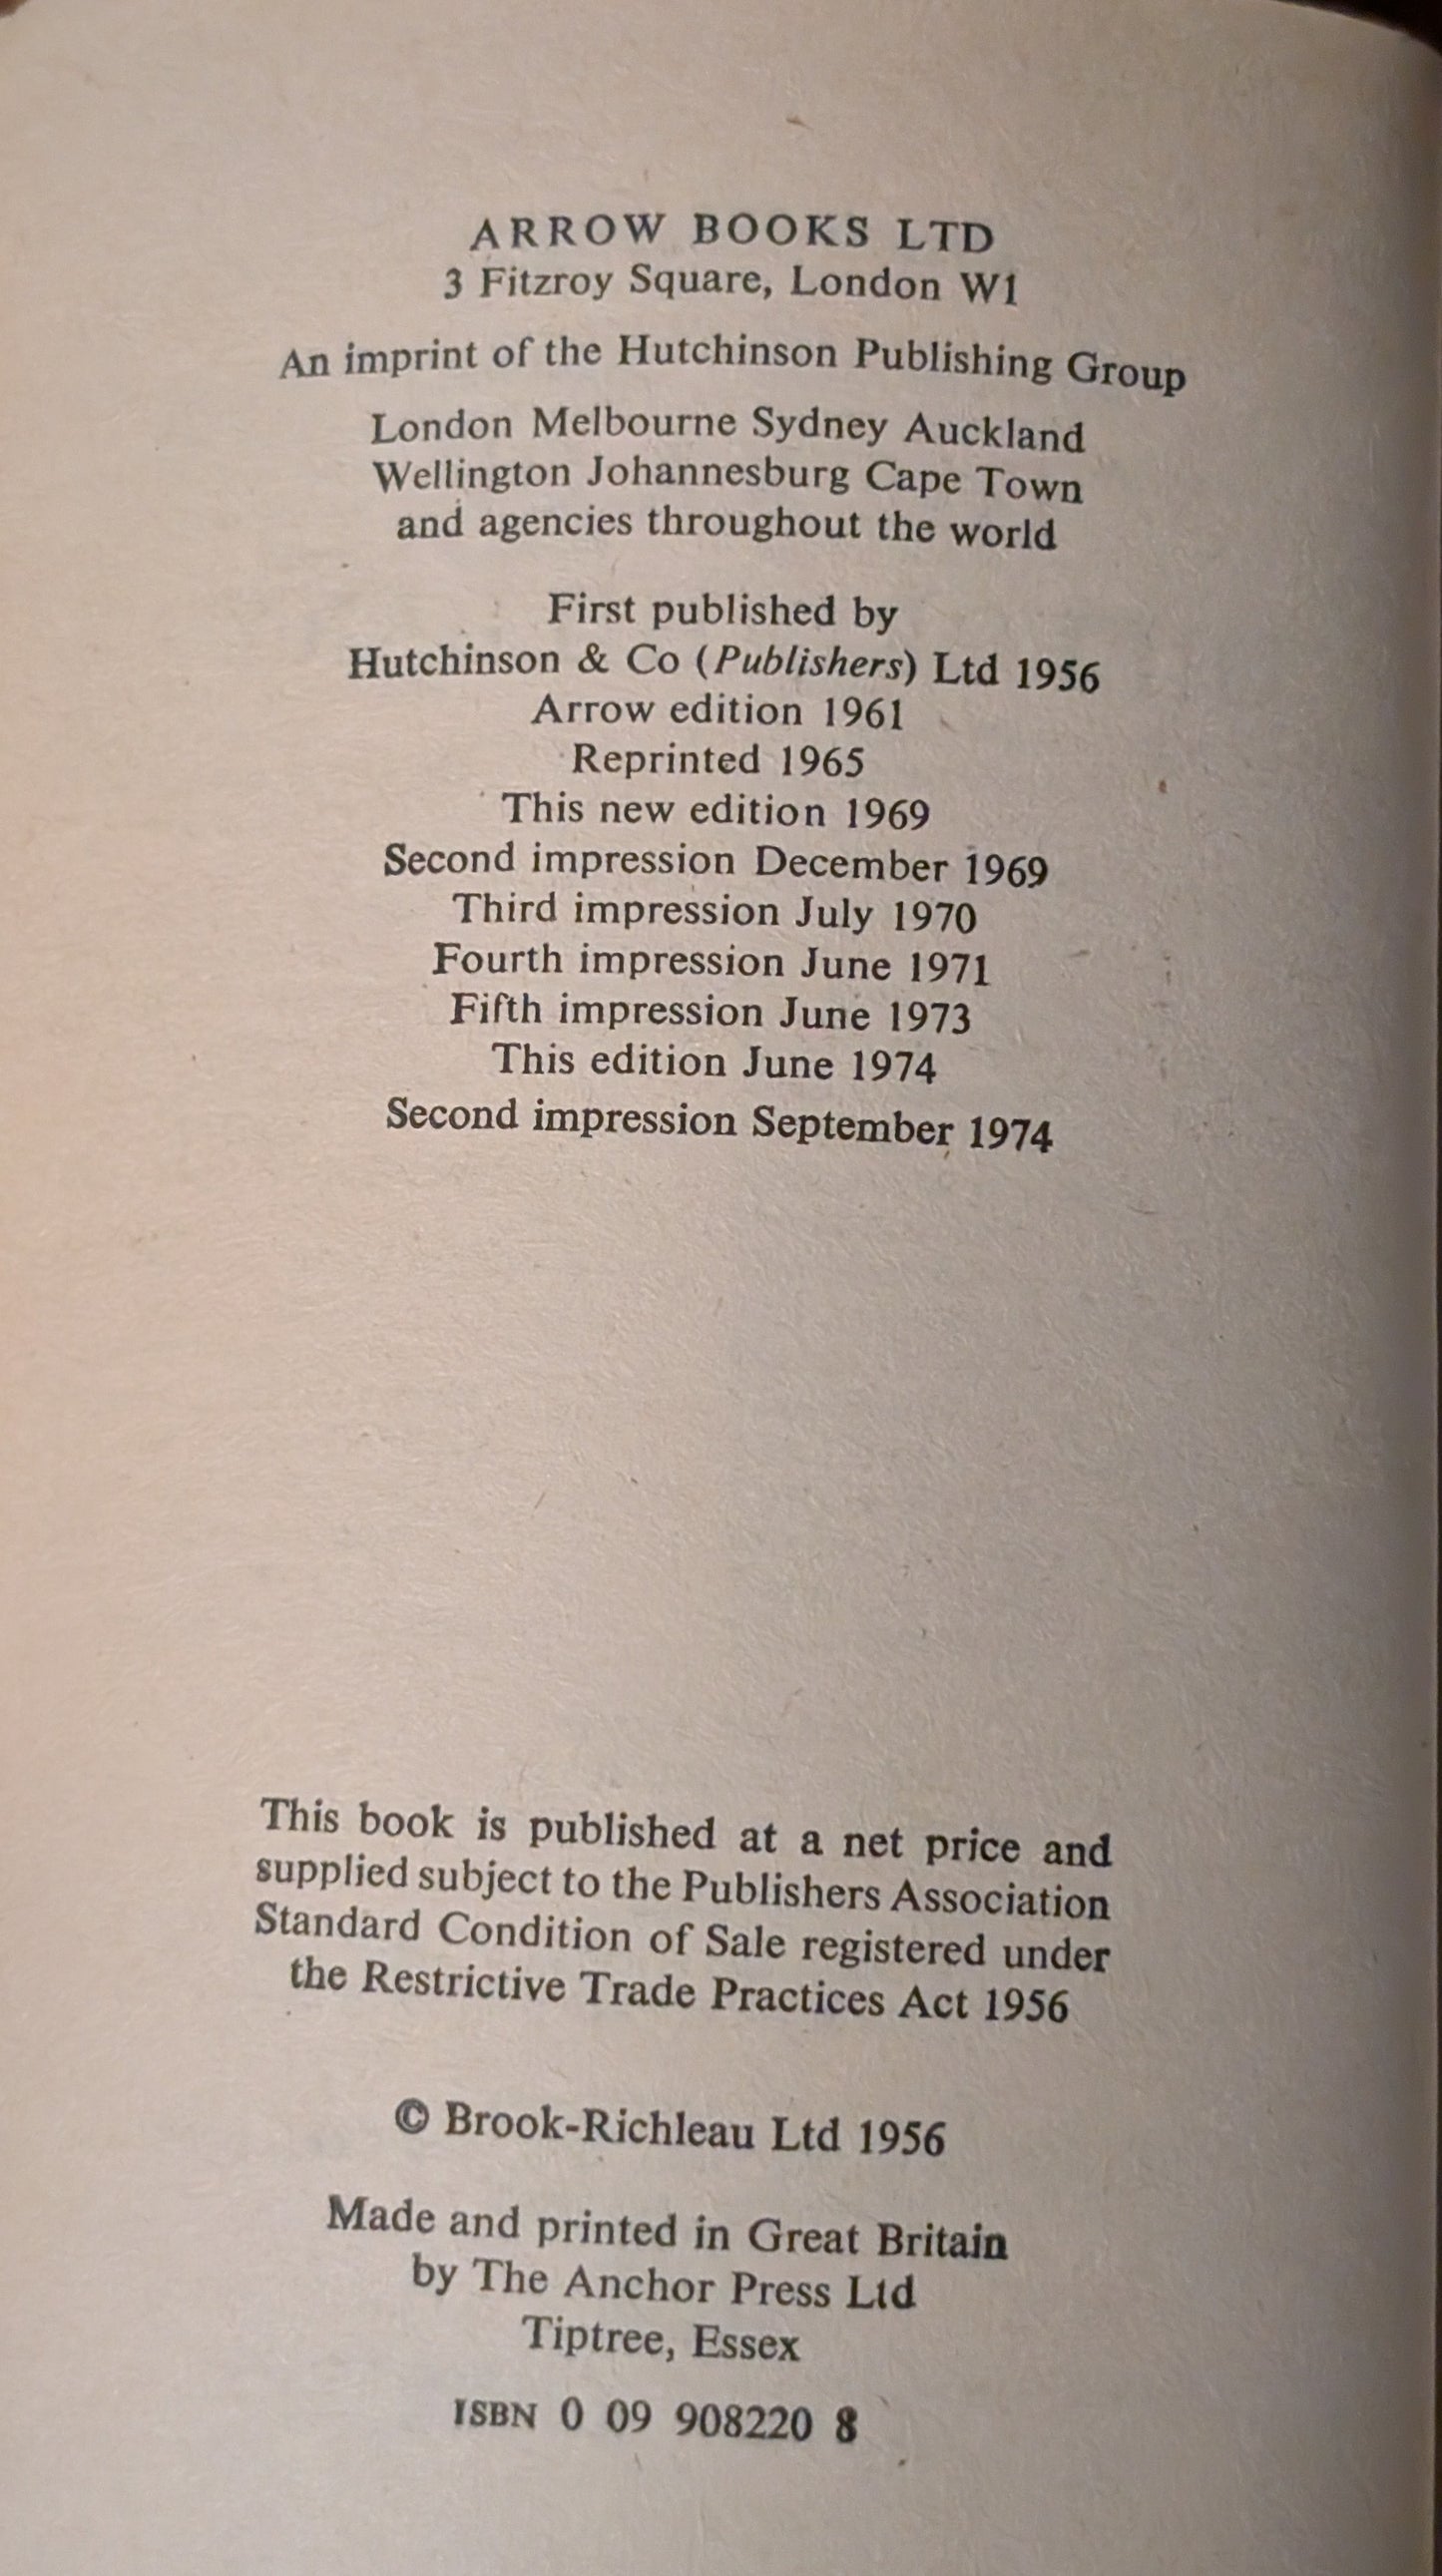 ARROW BOOKS LTD
3 Fitzroy Square, London W1
An imprint of the Hutchinson Publishing Group
London Melbourne Sydney Auckland
Wellington Johannesburg Cape Town
and agencies throughout the world
First published by
Hutchinson & Co (Publishers) Ltd 1956
Arrow edition 1961
Reprinted 1965
This new edition 1969
Second impression December 1969
Third impression July 1970
Fourth impression June 1971
Fifth impression June 1973
This edition June 1974
Second impression September 1974
This book is published at a net price and
supplied subject to the Publishers Association
Standard Condition of Sale registered under
the Restrictive Trade Practices Act 1956
© Brook-Richleau Ltd 1956
Made and printed in Great Britain
by The Anchor Press Ltd
Tiptree, Essex
ISBN 0 09 908220 8